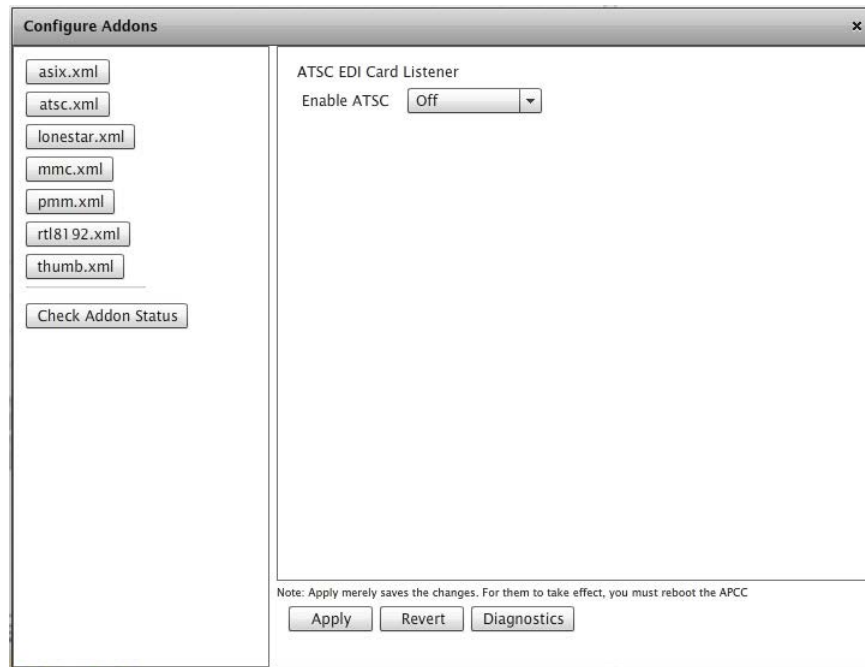 Configure Addons
asix.xml
atsc.xml
lonestar.xml
mmc.xml
pmm.xml
rtl8192.xml
thumb.xml
Check Addon Status
ATSC EDI Card Listener
Enable ATSC Off
Note: Apply merely saves the changes. For them to take effect, you must reboot the APCC
Apply Revert Diagnostics